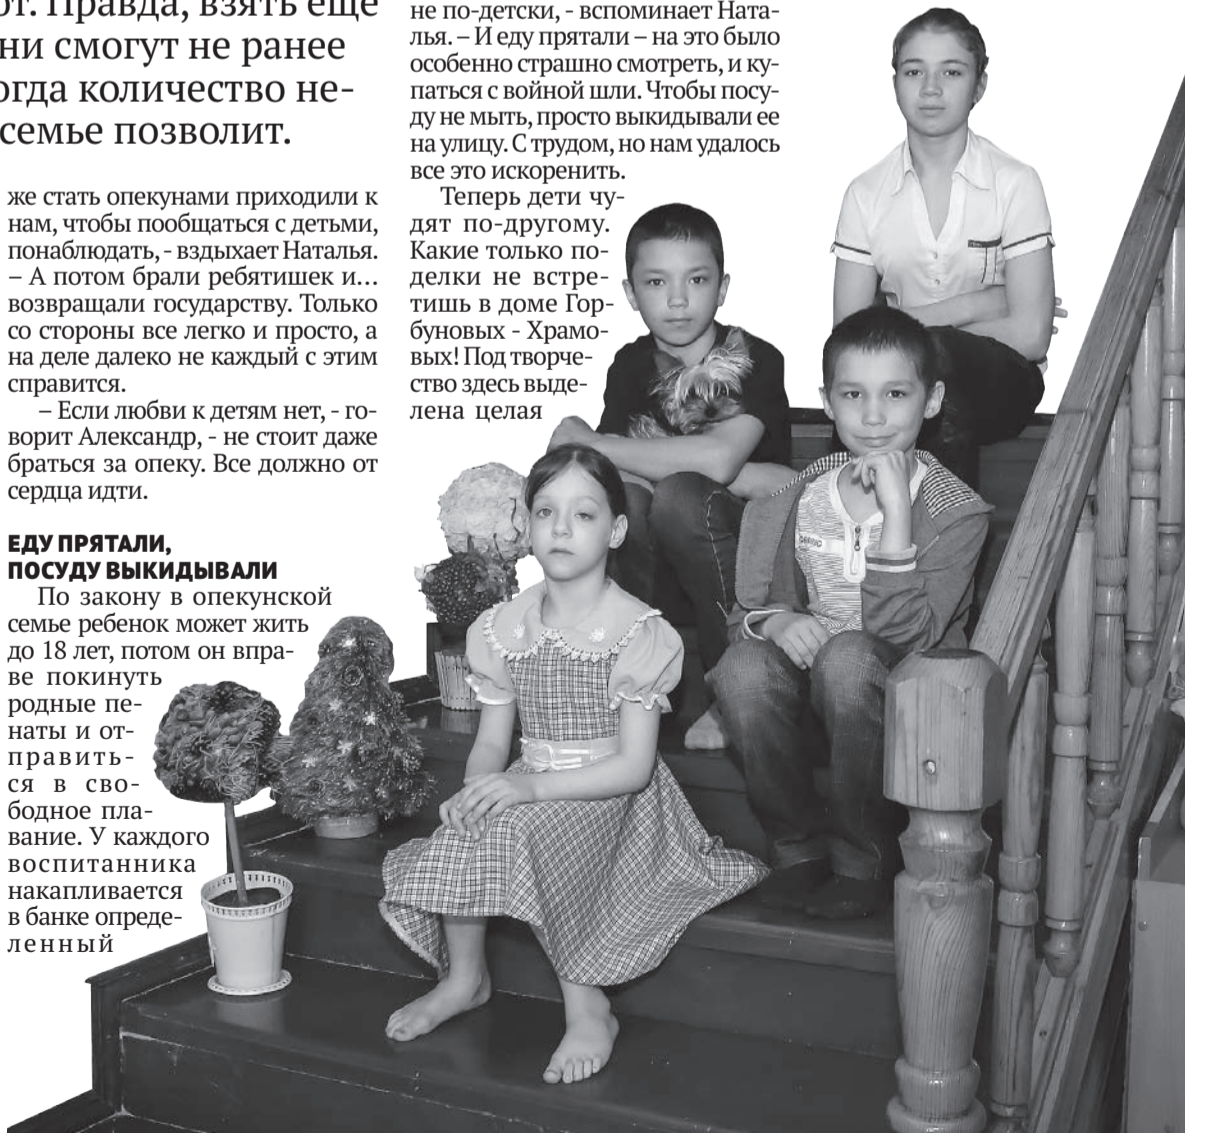 от. Правда, взять еще
ни смогут не ранее
огда количество не-
семье позволит.
же стать опекунами приходили к
нам, чтобы пообщаться с детьми,
понаблюдать, - вздыхает Наталья.
– А потом брали ребятишек и...
возвращали государству. Только
со стороны все легко и просто, а
на деле далеко не каждый с этим
справится.
– Если любви к детям нет, - го-
ворит Александр, - не стоит даже
браться за опеку. Все должно от
сердца идти.
ЕДУ ПРЯТАЛИ,
ПОСУДУ ВЫКИДЫВАЛИ
По закону в опекунской
семье ребенок может жить
до 18 лет, потом он впра-
ве покинуть
родные пе-
наты и от-
править-
ся в сво-
бодное пла-
вание. У каждого
воспитанника
накапливается
в банке опреде-
ленный
не по-детски, - вспоминает Ната-
лья. – И еду прятали – на это было
особенно страшно смотреть, и ку-
паться с войной шли. Чтобы посу-
ду не мыть, просто выкидывали ее
на улицу. С трудом, но нам удалось
все это искоренить.
Теперь дети чу-
дят по-другому.
Какие только по-
делки не встре-
тишь в доме Гор-
буновых - Храмо-
вых! Под творче-
ство здесь выде-
лена целая